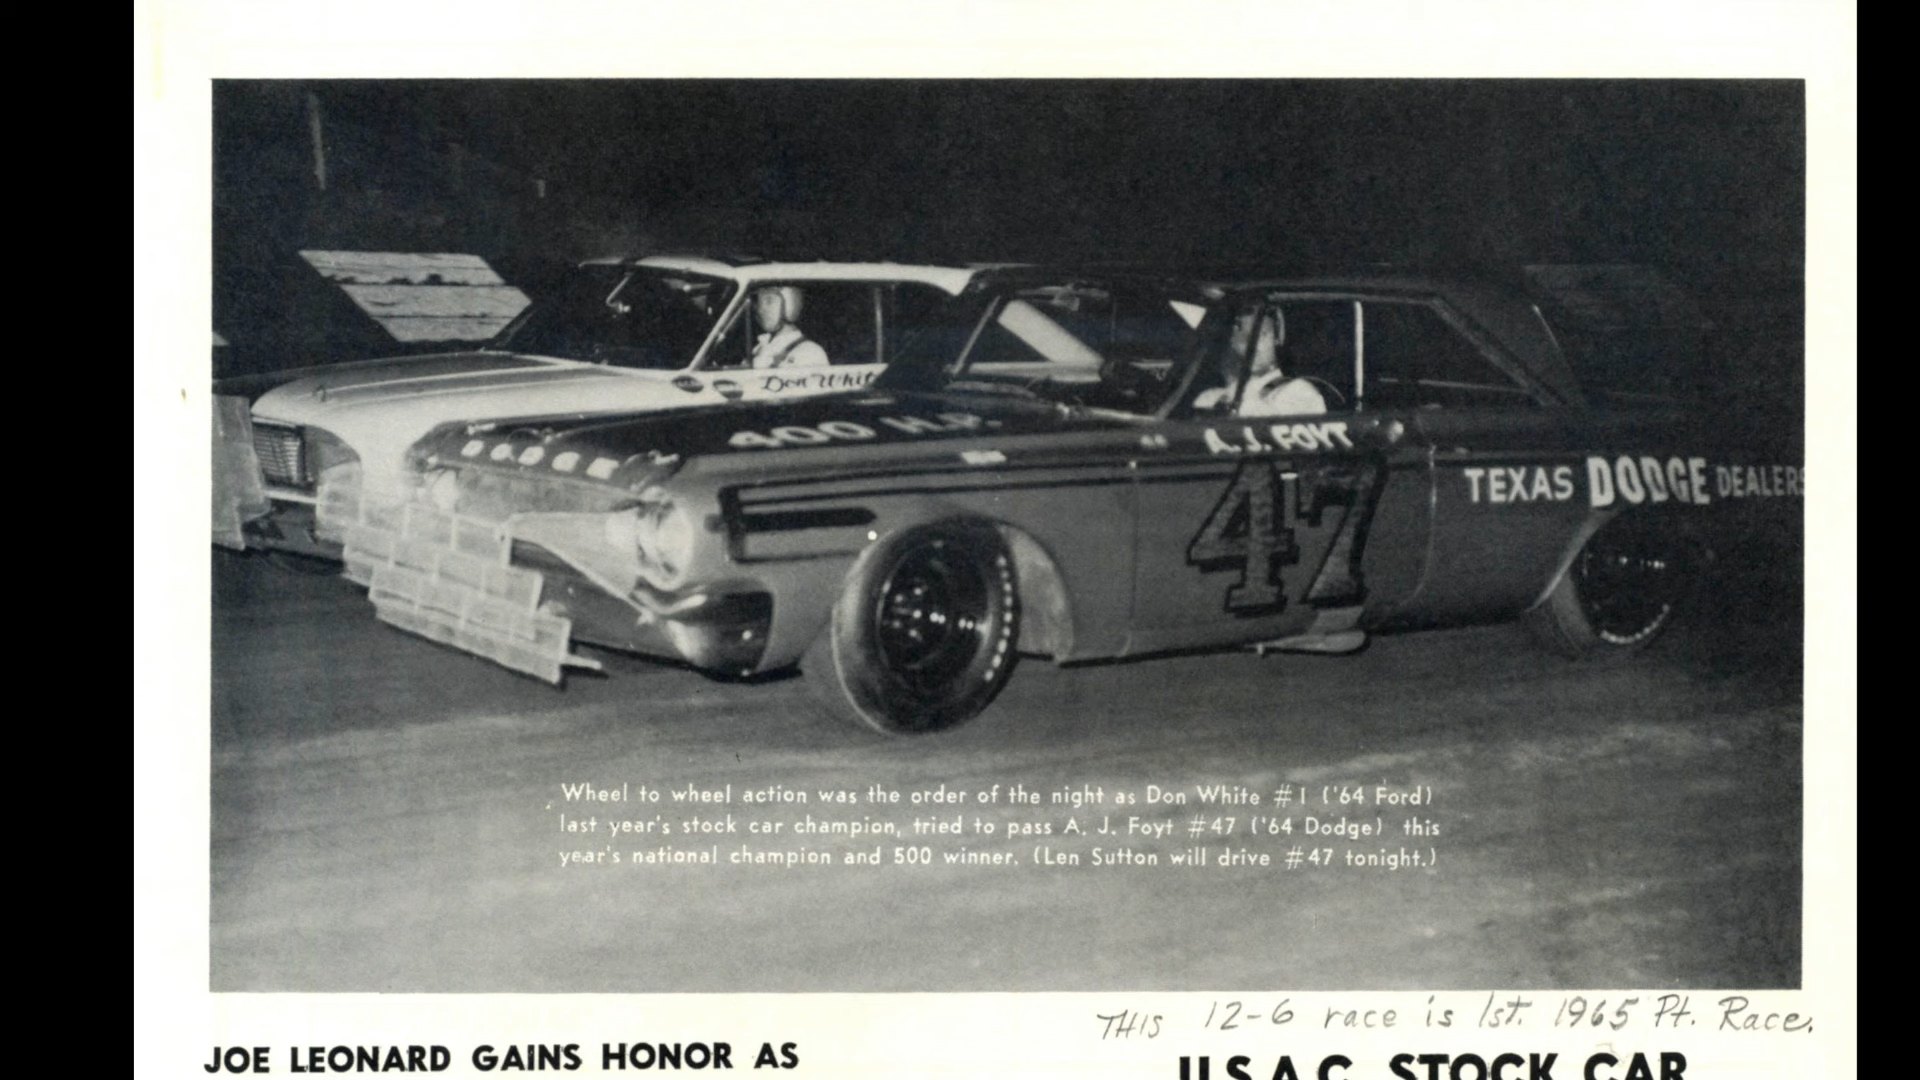 Don White
400 H.P.
DODGE
A. J. FOYT
47
TEXAS DODGE DEALERS
Wheel to wheel action was the order of the night as Don White #1 ('64 Ford)
last year's stock car champion, tried to pass A. J. Foyt #47 ('64 Dodge) this
year's national champion and 500 winner. (Len Sutton will drive #47 tonight.)
THIS 12-6 race is 1st. 1965 Pt. Race.
JOE LEONARD GAINS HONOR AS
U.S.A.C. STOCK CAR